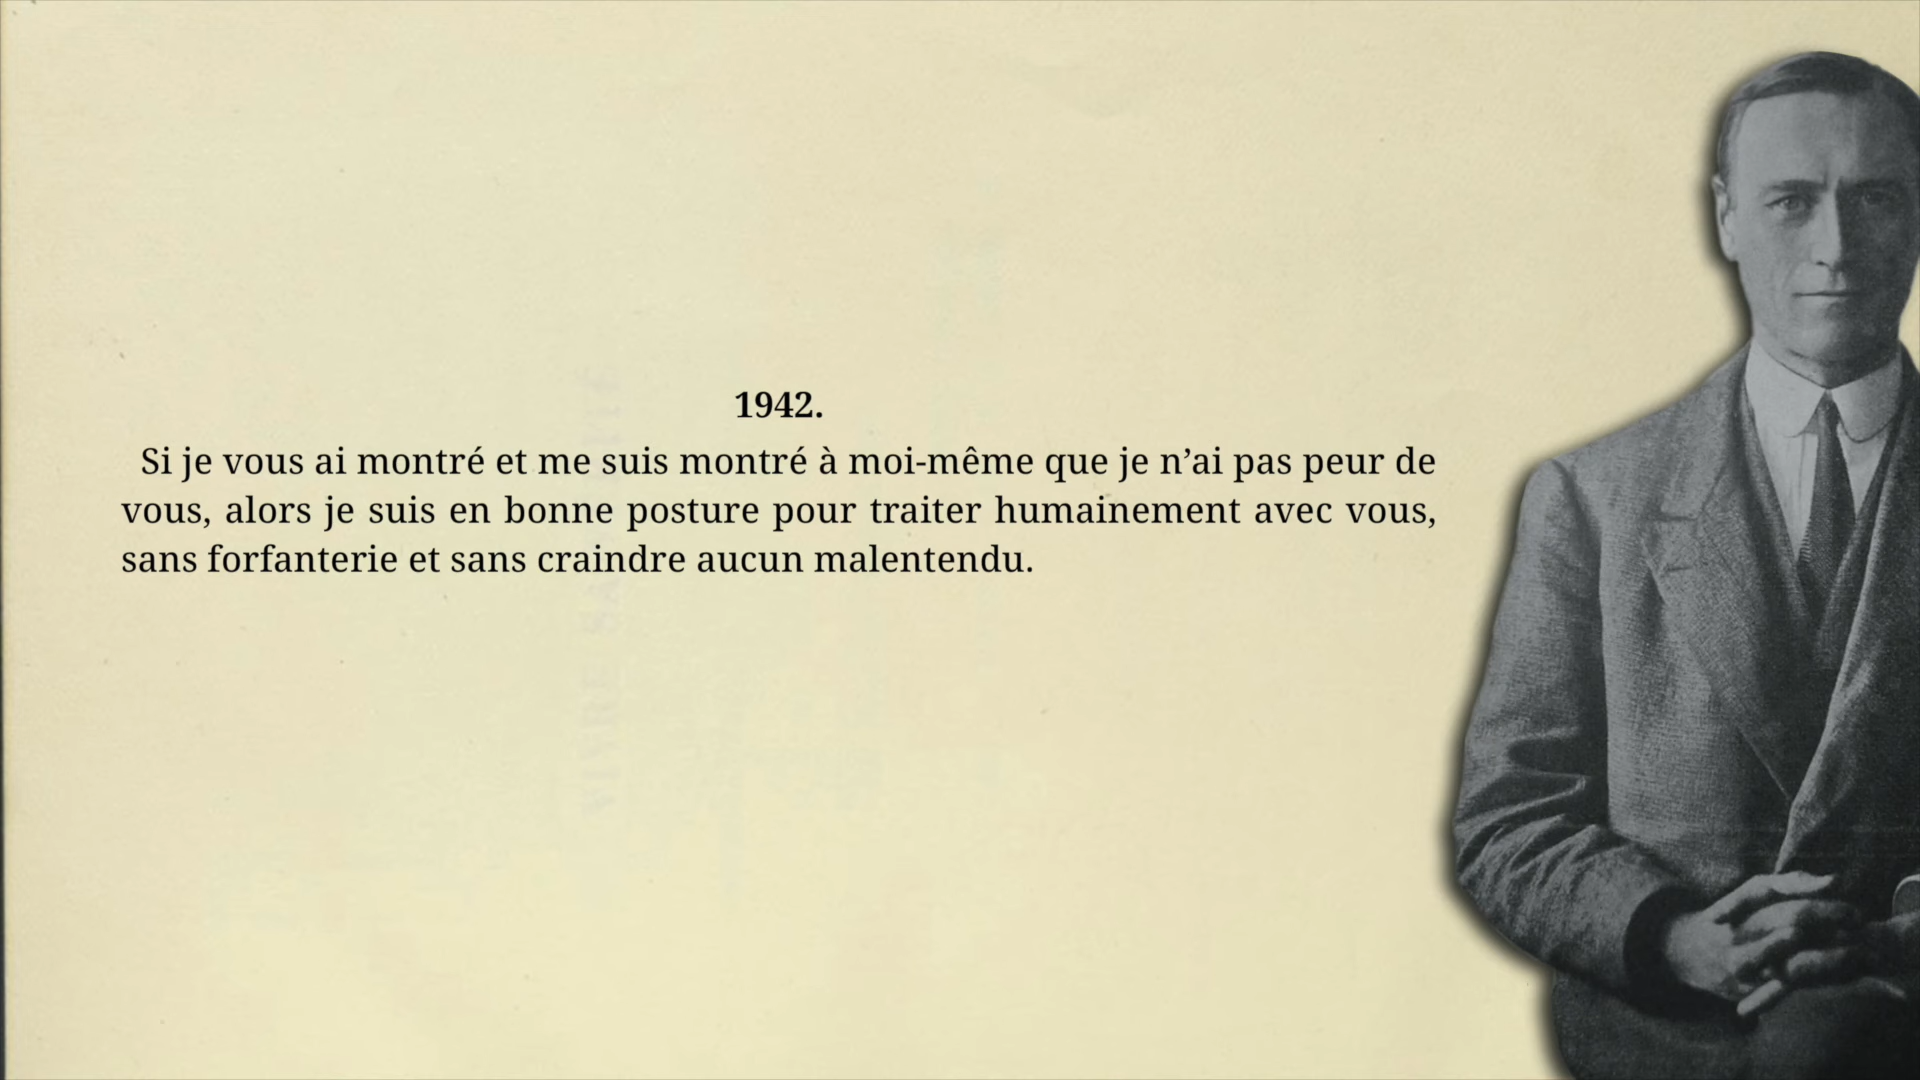 1942.
Si je vous ai montré et me suis montré à moi-même que je n’ai pas peur de
vous, alors je suis en bonne posture pour traiter humainement avec vous,
sans forfanterie et sans craindre aucun malentendu.